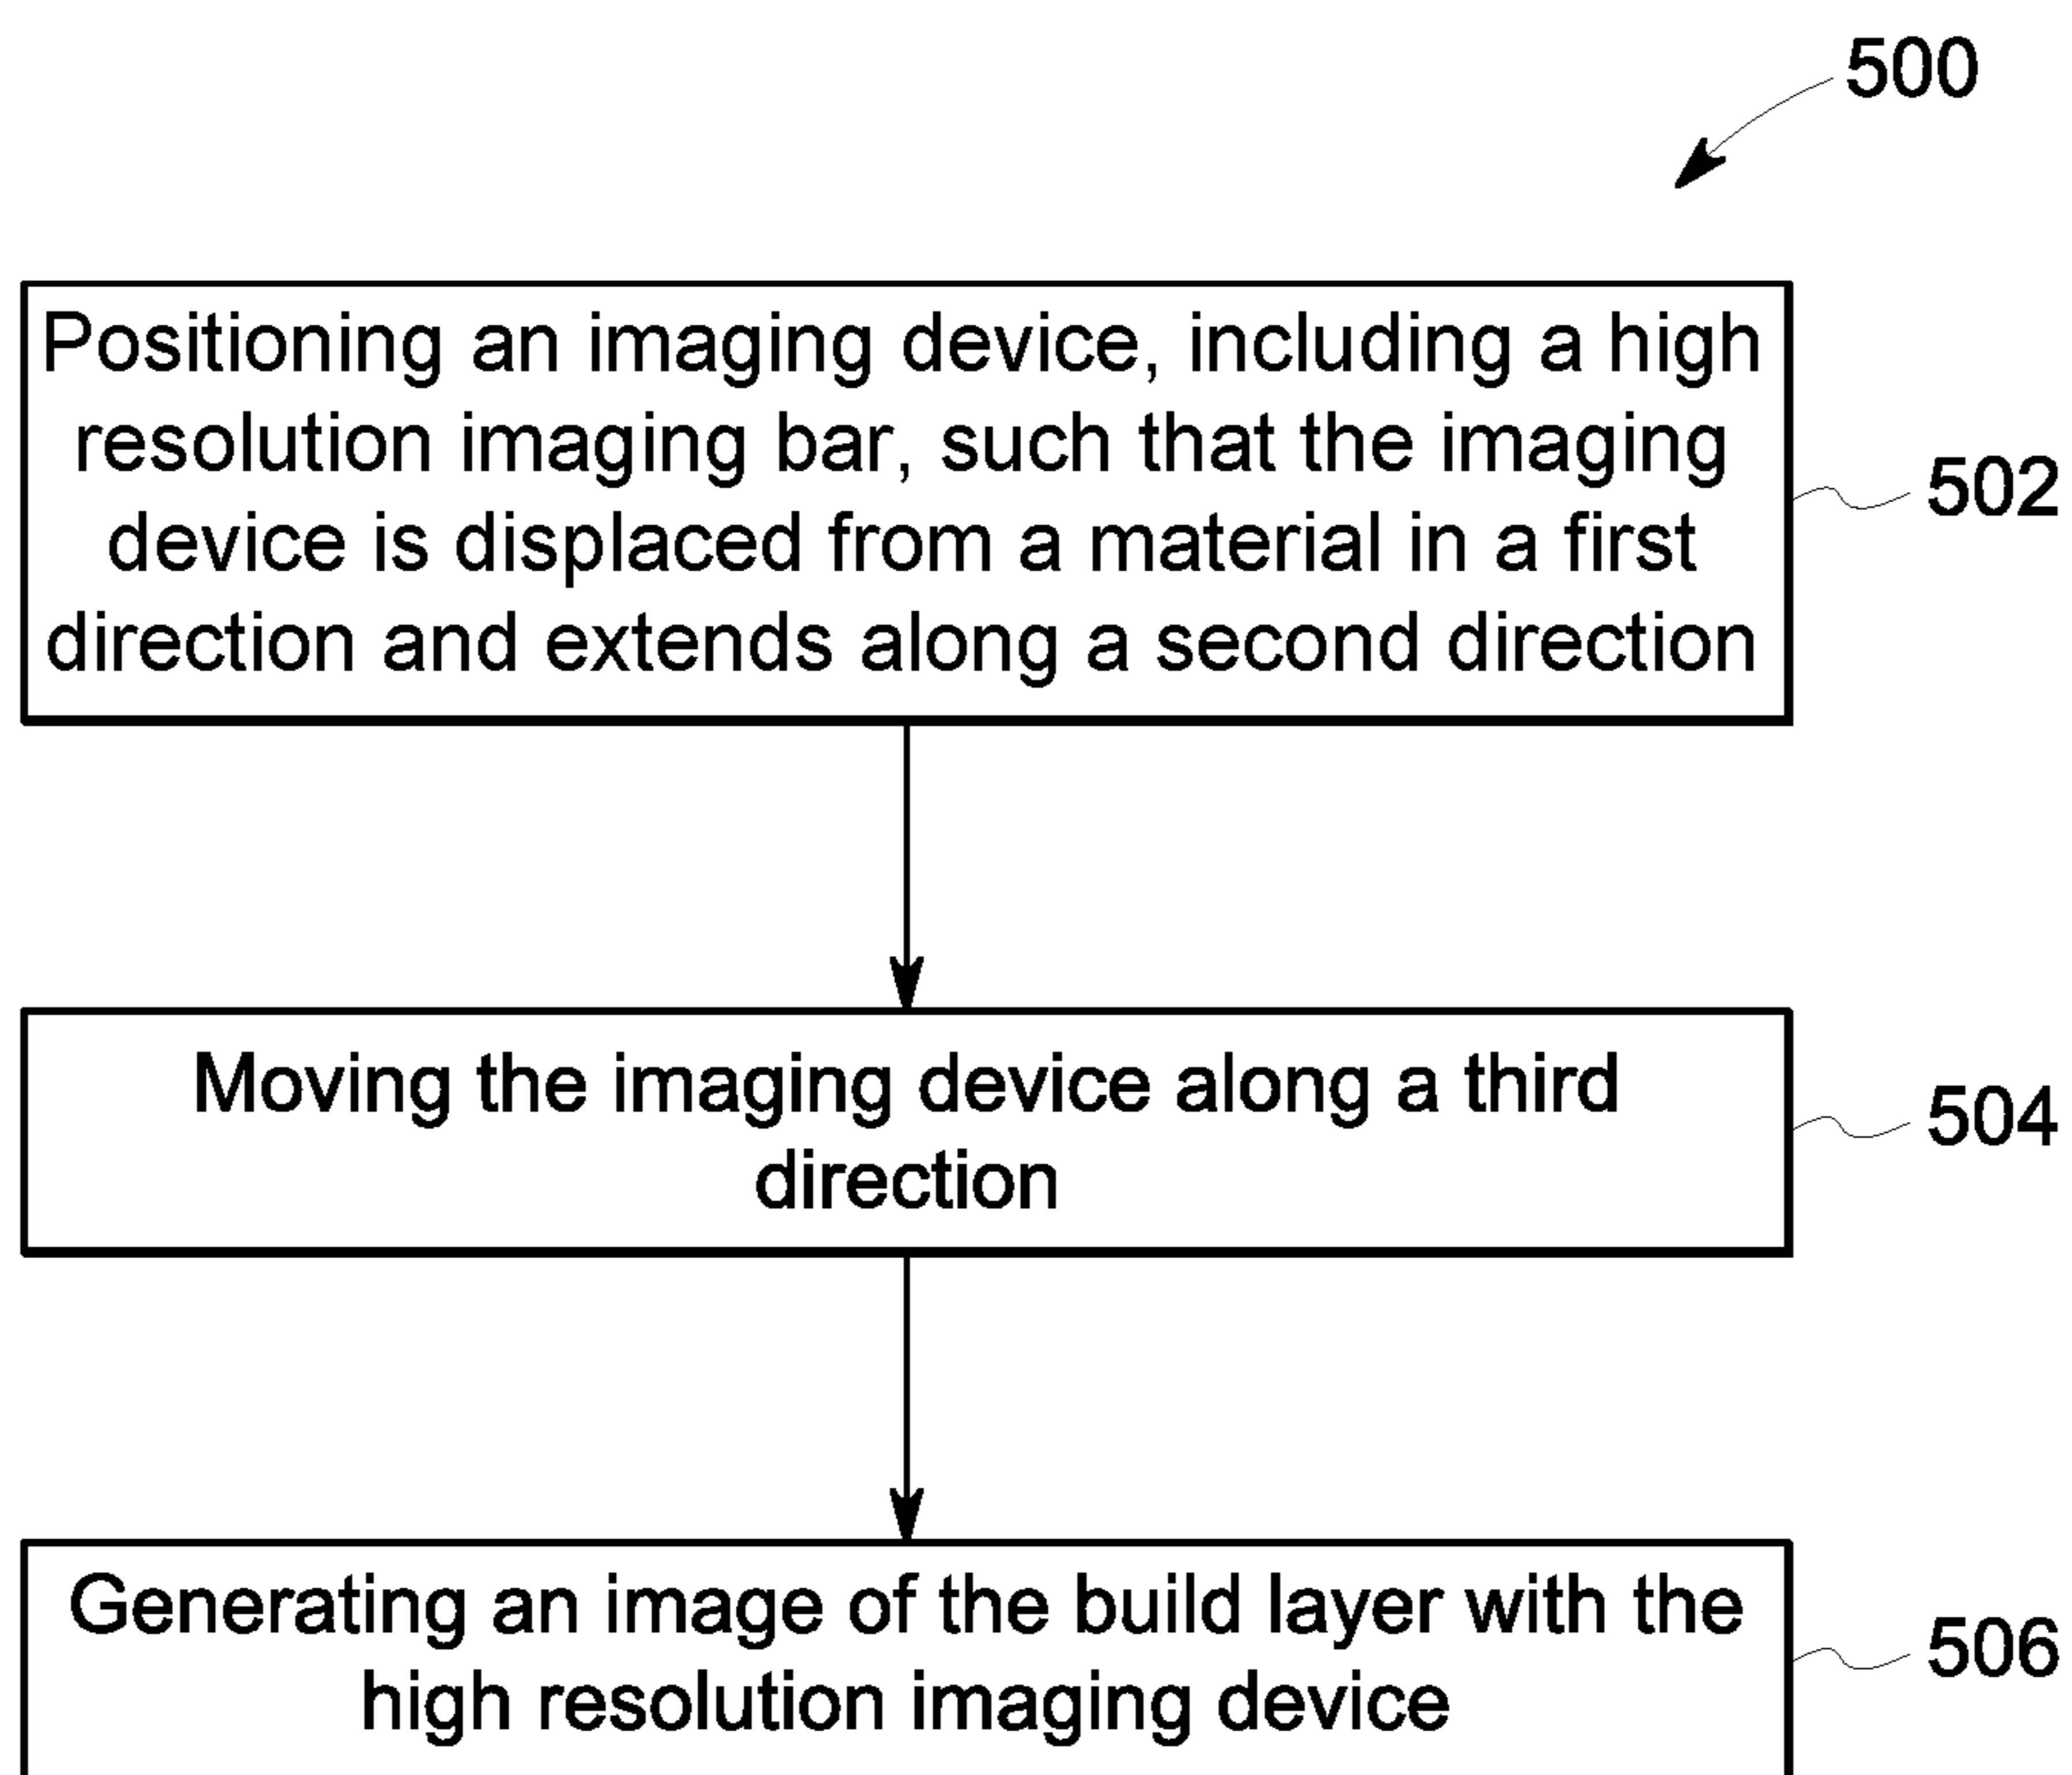 500
Positioning an imaging device, including a high
resolution imaging bar, such that the imaging
device is displaced from a material in a first
direction and extends along a second direction
502
Moving the imaging device along a third
direction
504
Generating an image of the build layer with the
high resolution imaging device
506